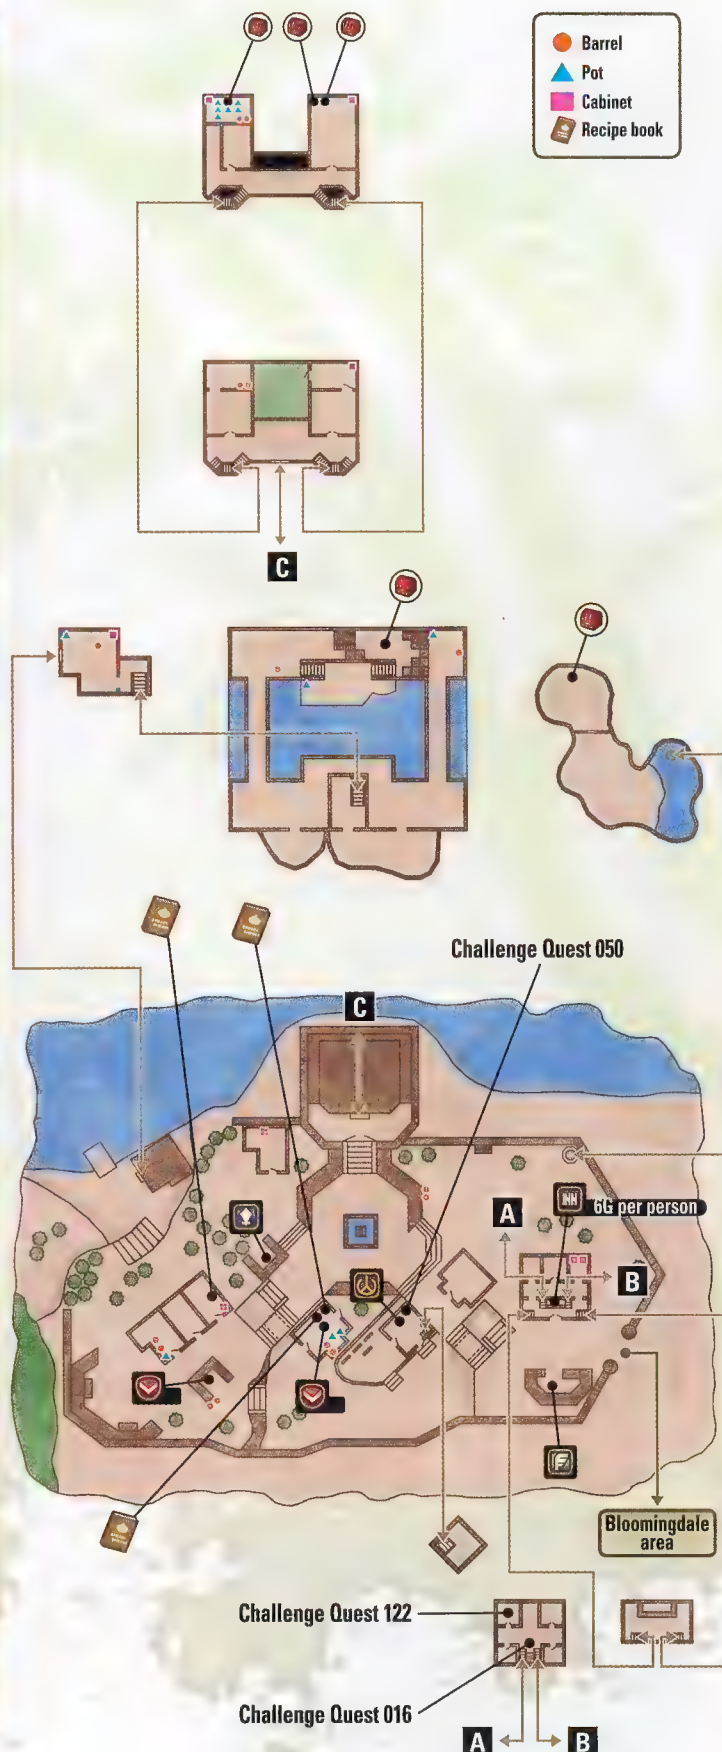 Barrel
Pot
Cabinet
Recipe book
C
Challenge Quest 050
C
INN
6G per person
A
B
Bloomingdale
area
Challenge Quest 122
Challenge Quest 016
A
B